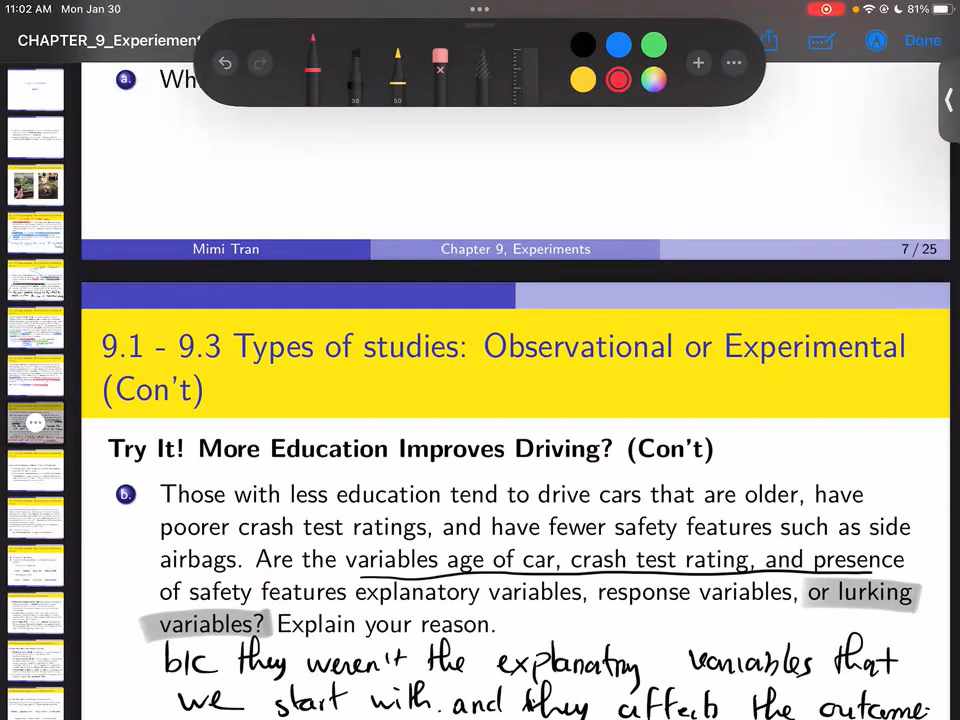 11:02 AM Mon Jan 30
81%
CHAPTER_9_Experiement
Done
36
50
a. Wh
Mimi Tran Chapter 9, Experiments 7 / 25
9.1 - 9.3 Types of studies: Observational or Experimental
(Con't)
Try It! More Education Improves Driving? (Con't)
b. Those with less education tend to drive cars that are older, have
poorer crash test ratings, and have fewer safety features such as side
airbags. Are the variables age of car, crash test rating, and presence
of safety features explanatory variables, response variables, or lurking
variables? Explain your reason.
b/c they weren't the explanatory variables that
we start with. and they affects the outcome.